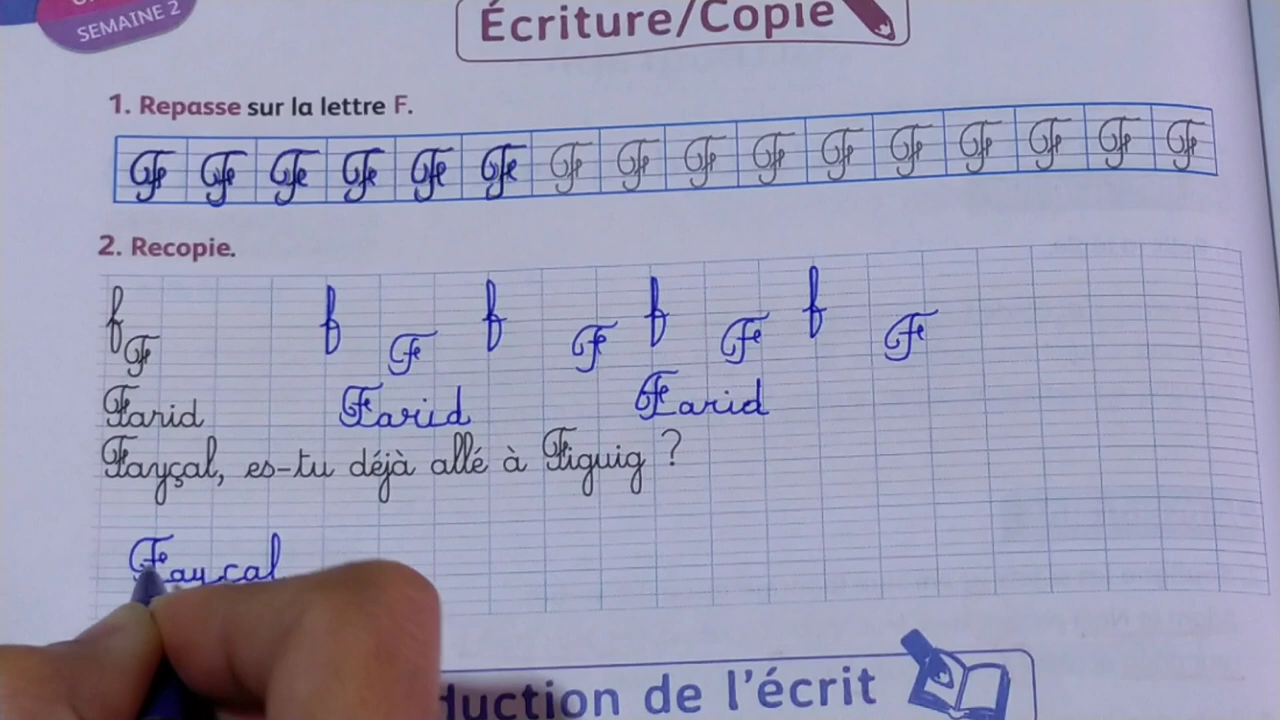 SEMAINE 2
Écriture/Copie
1. Repasse sur la lettre F.
F F F F F F F F F F F F F F F F
2. Recopie.
f f f f f
F F F F F
Farid Farid Farid
Fayçal, es-tu déjà allé à Figuig ?
Faycal
duction de l'écrit